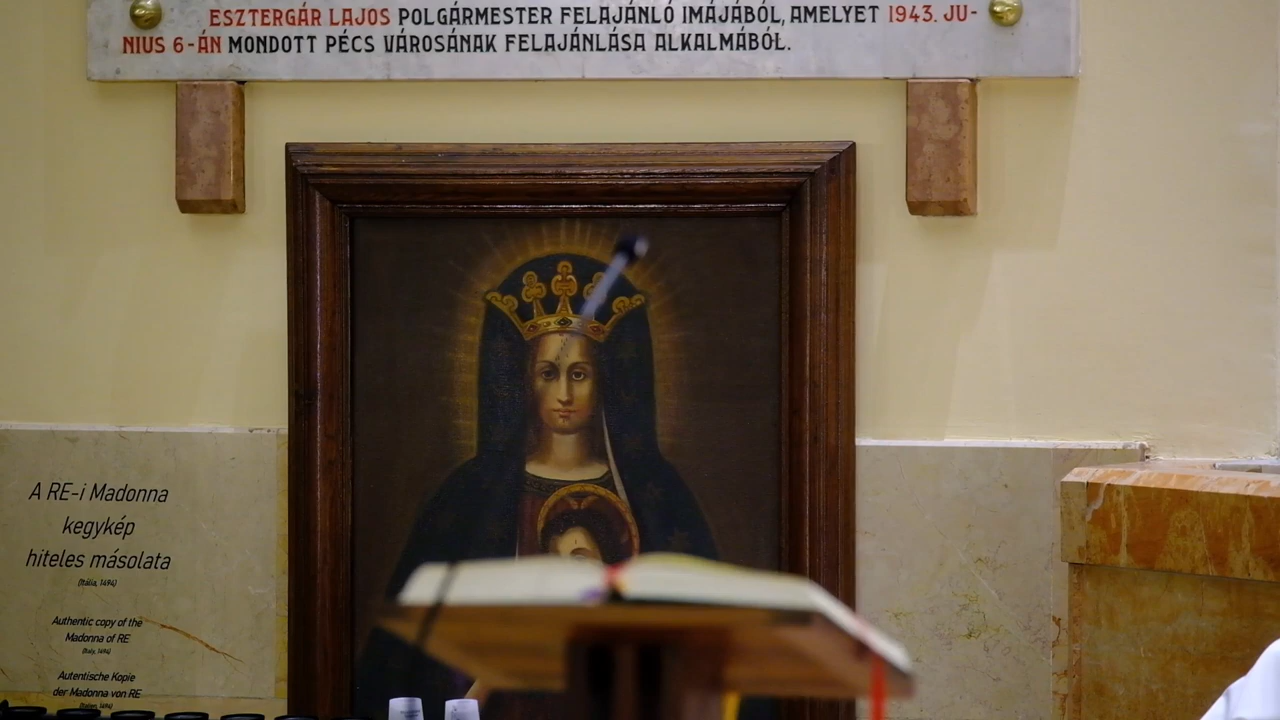 ESZTERGÁR LAJOS POLGÁRMESTER FELAJÁNLÓ IMÁJÁBÓL, AMELYET 1943. JU-
NIUS 6-ÁN MONDOTT PÉCS VÁROSÁNAK FELAJÁNLÁSA ALKALMÁBÓL.
A RE-i Madonna
kegykép
hiteles másolata
(Itália, 1494)
Authentic copy of the
Madonna of RE
(Italy, 1494)
Autentische Kopie
der Madonna von RE
(Italien, 1494)